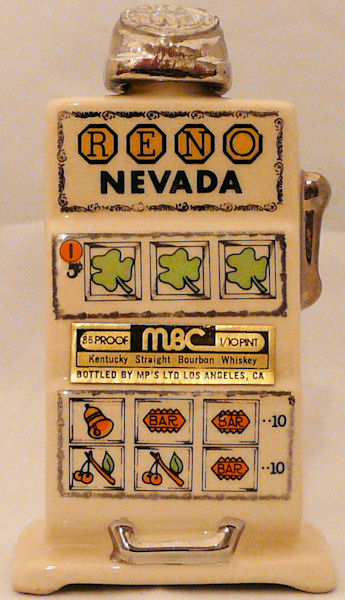 RENO
NEVADA
1
86 PROOF MBC 1/10 PINT
Kentucky Straight Bourbon Whiskey
BOTTLED BY MP'S LTD LOS ANGELES, CA
BAR BAR ··10
BAR ··10